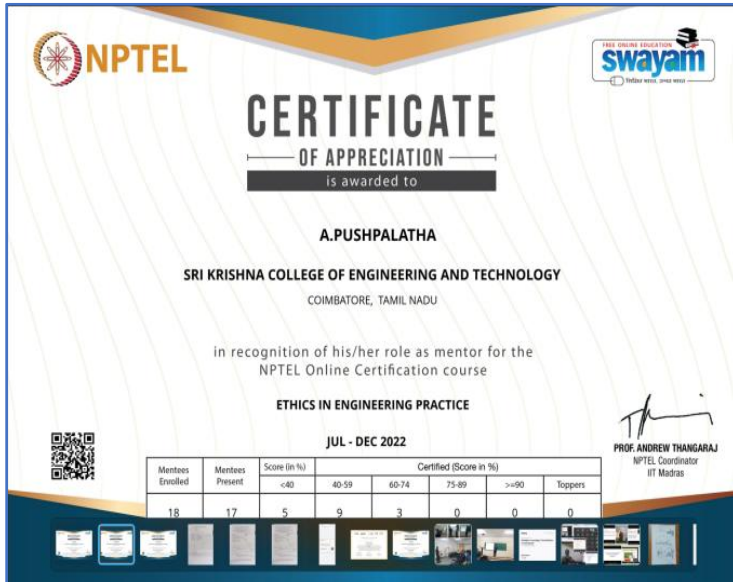 NPTEL
FREE ONLINE EDUCATION
swayam
शिक्षित भारत, उन्नत भारत
CERTIFICATE
OF APPRECIATION
is awarded to
A.PUSHPALATHA
SRI KRISHNA COLLEGE OF ENGINEERING AND TECHNOLOGY
COIMBATORE, TAMIL NADU
in recognition of his/her role as mentor for the
NPTEL Online Certification course
ETHICS IN ENGINEERING PRACTICE
JUL - DEC 2022
PROF. ANDREW THANGARAJ
NPTEL Coordinator
IIT Madras
Mentees Enrolled Mentees Present Score (in %) Certified (Score in %)
<40 40-59 60-74 75-89 >=90 Toppers
18 17 5 9 3 0 0 0